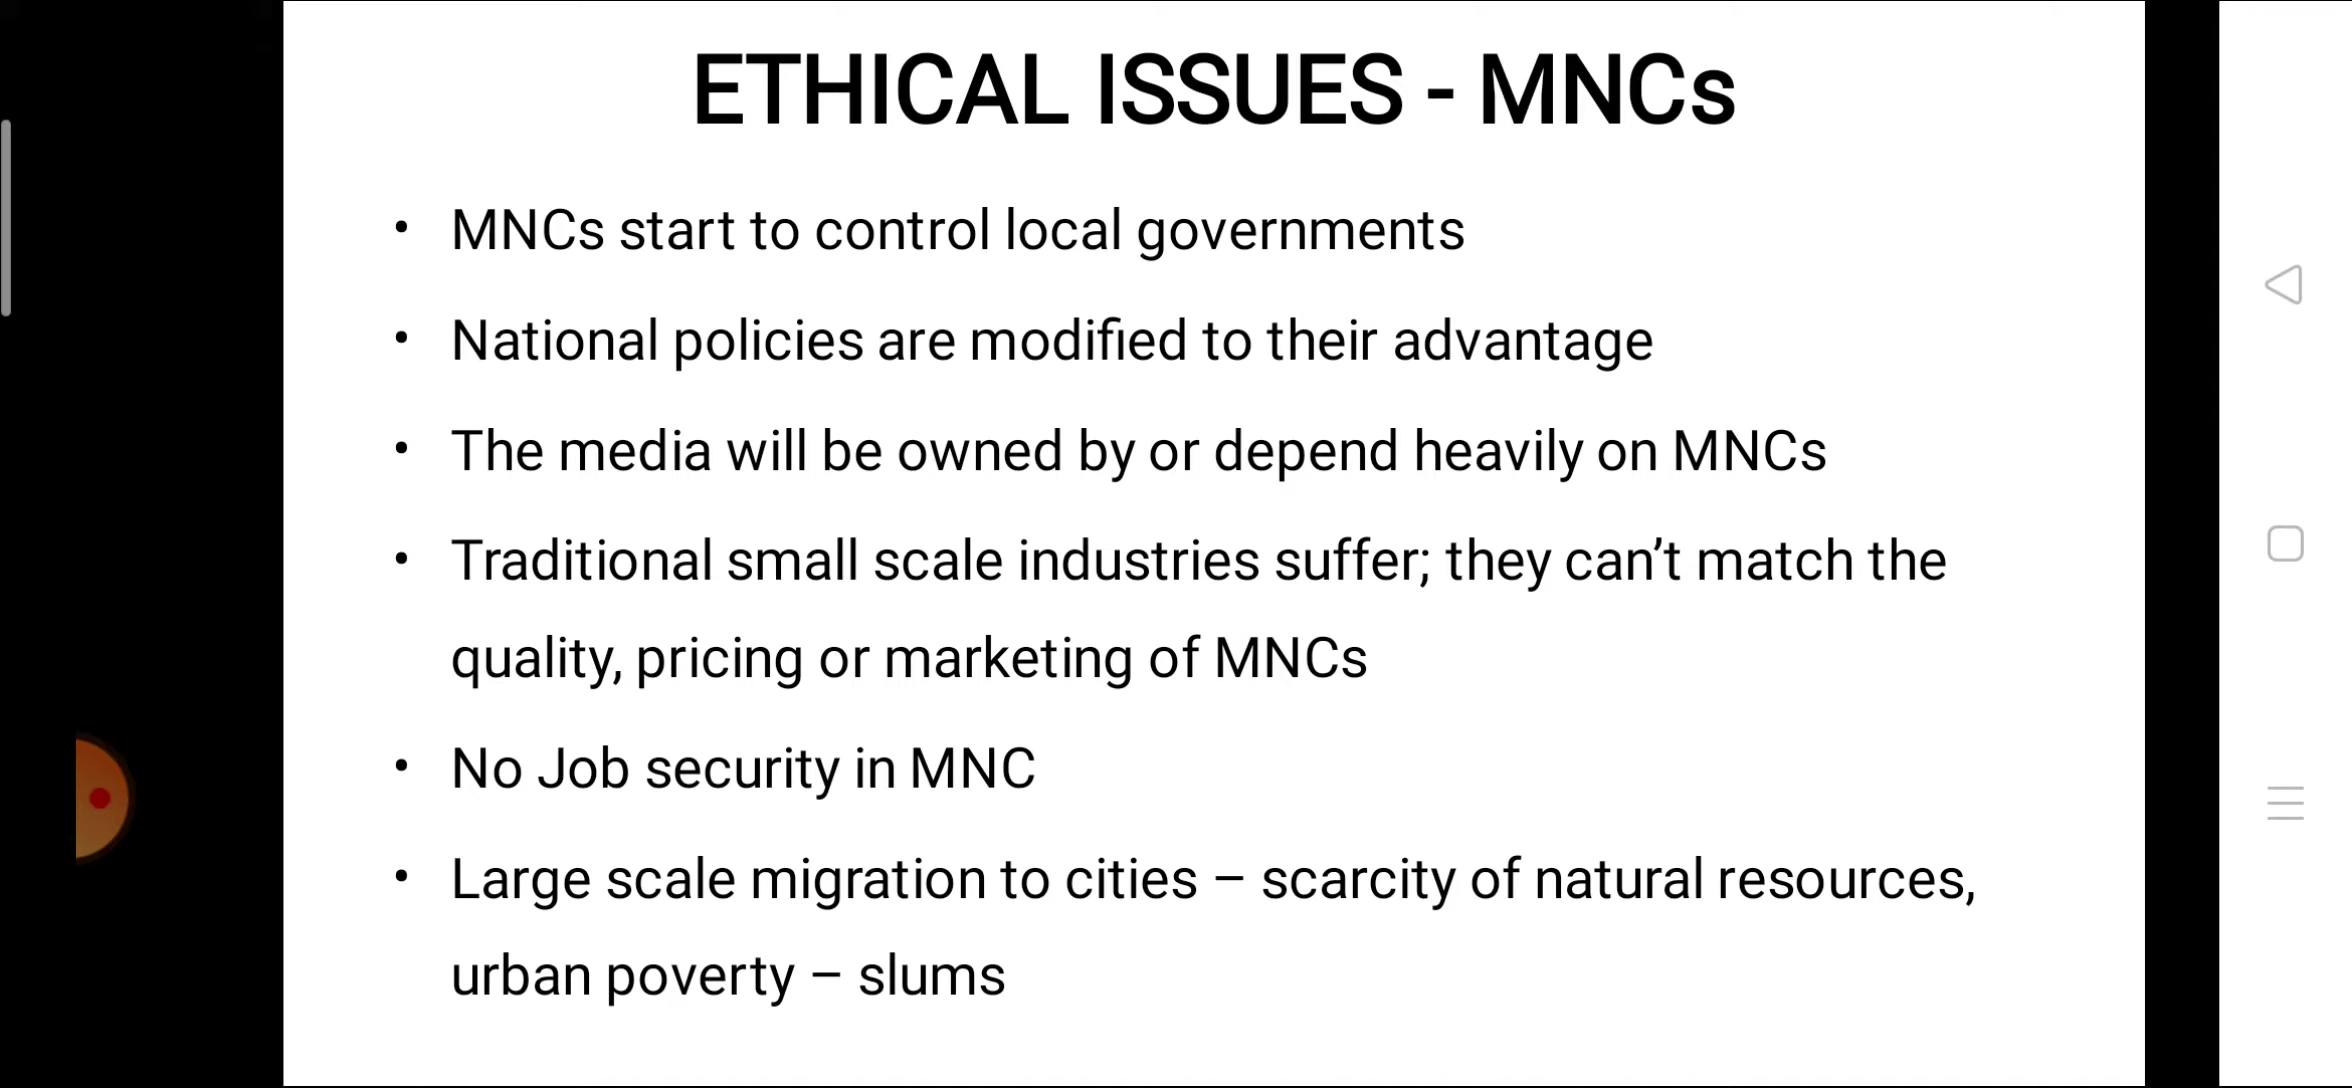 ETHICAL ISSUES - MNCs
• MNCs start to control local governments
• National policies are modified to their advantage
• The media will be owned by or depend heavily on MNCs
• Traditional small scale industries suffer; they can’t match the
quality, pricing or marketing of MNCs
• No Job security in MNC
• Large scale migration to cities – scarcity of natural resources,
urban poverty – slums